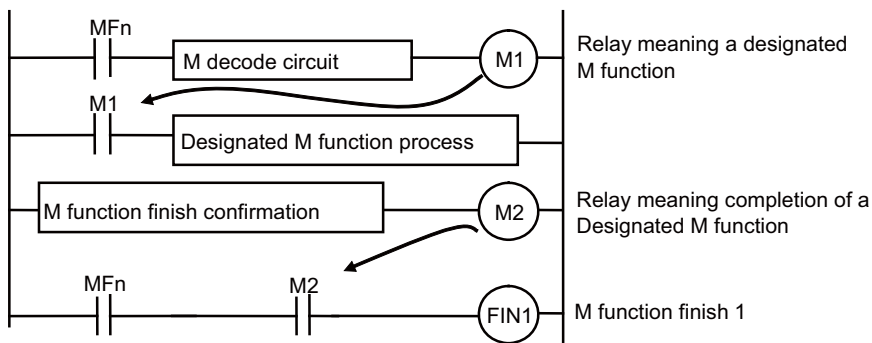 MFn
M decode circuit
M1
Relay meaning a designated
M function
M1
Designated M function process
M function finish confirmation
M2
Relay meaning completion of a
Designated M function
MFn
M2
FIN1
M function finish 1